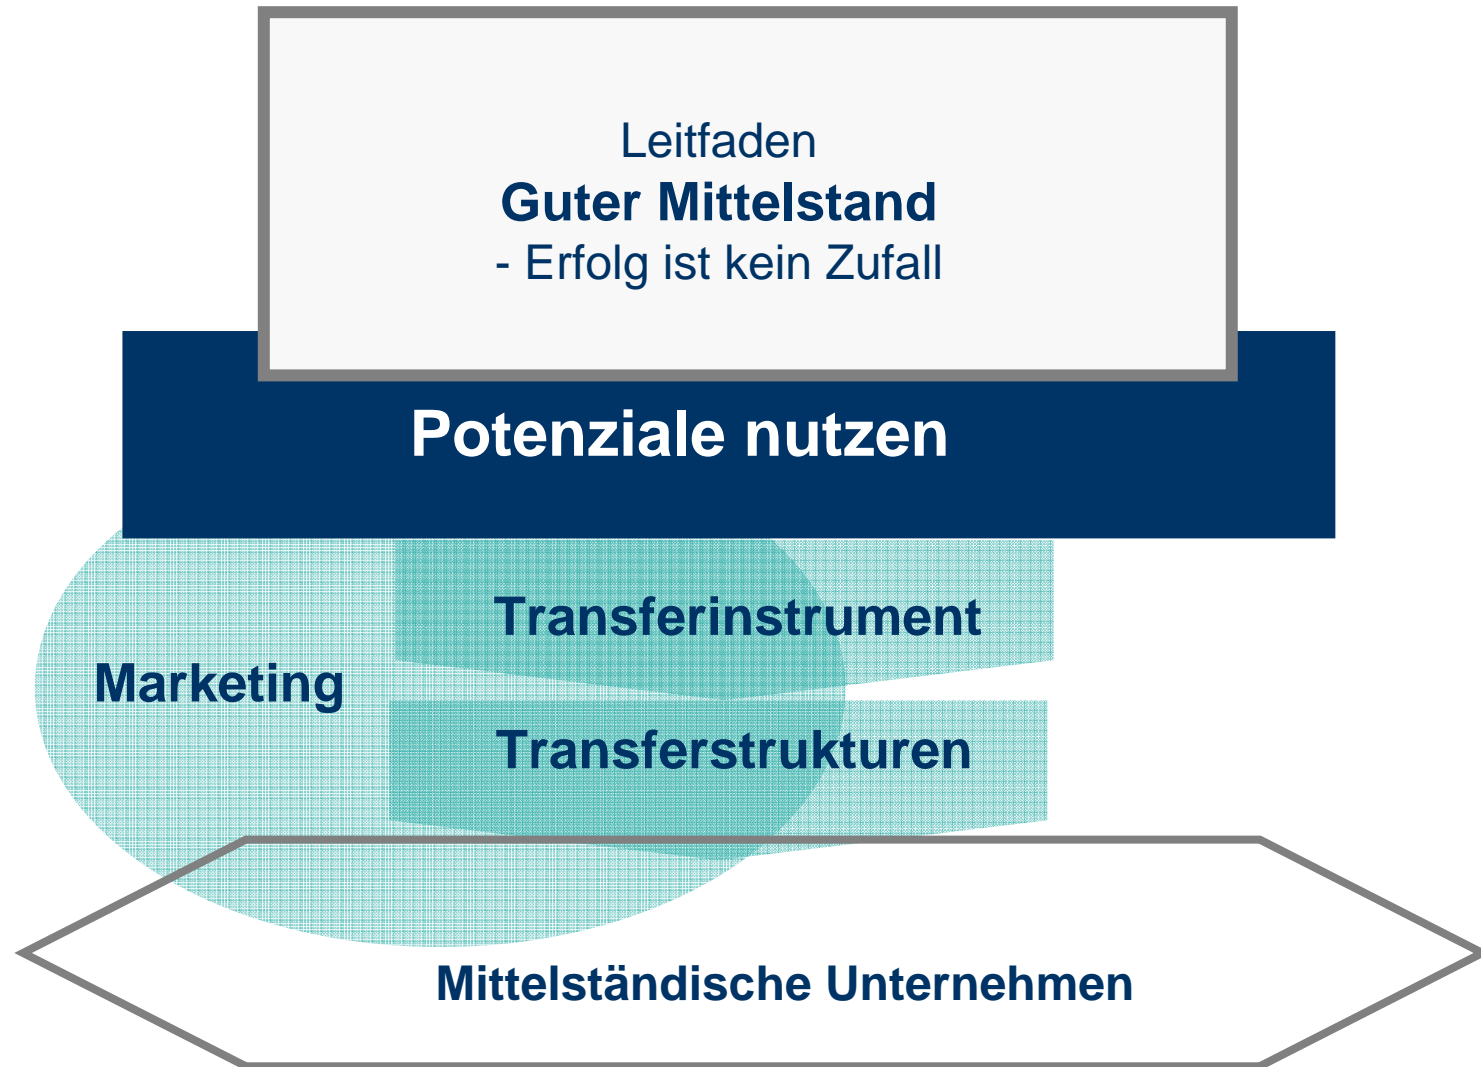 Leitfaden
Guter Mittelstand
- Erfolg ist kein Zufall
Potenziale nutzen
Transferinstrument
Marketing
Transferstrukturen
Mittelständische Unternehmen